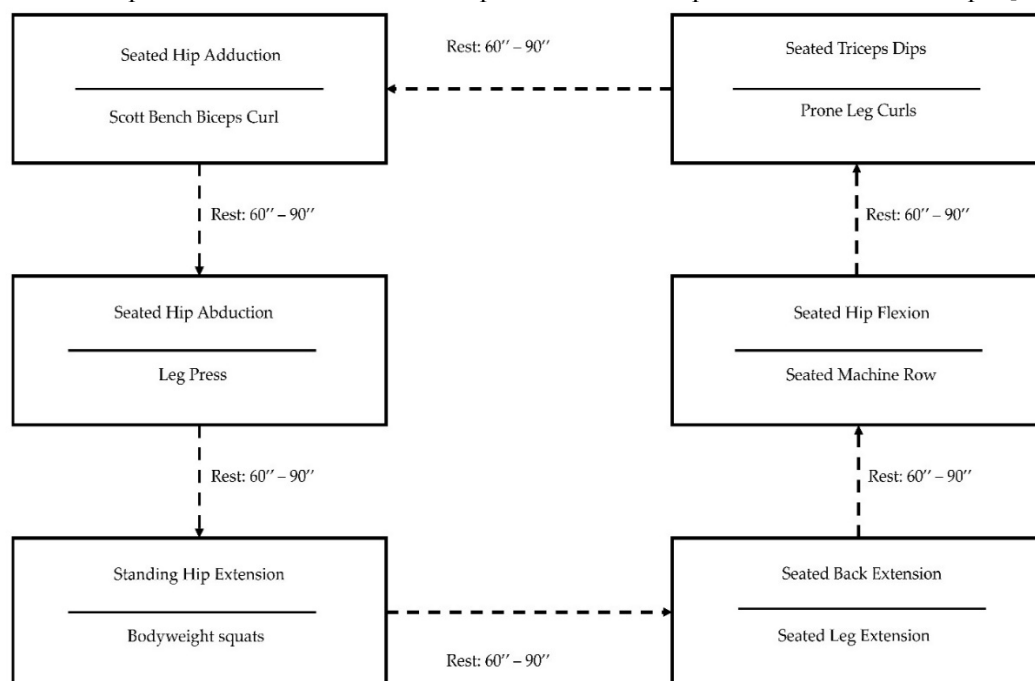 Seated Hip Adduction
Rest: 60′′ – 90′′
Seated Triceps Dips
Scott Bench Biceps Curl
Prone Leg Curls
Rest: 60′′ – 90′′
Rest: 60′′ – 90′′
Seated Hip Abduction
Seated Hip Flexion
Leg Press
Seated Machine Row
Rest: 60′′ – 90′′
Rest: 60′′ – 90′′
Standing Hip Extension
Seated Back Extension
Bodyweight squats
Seated Leg Extension
Rest: 60′′ – 90′′